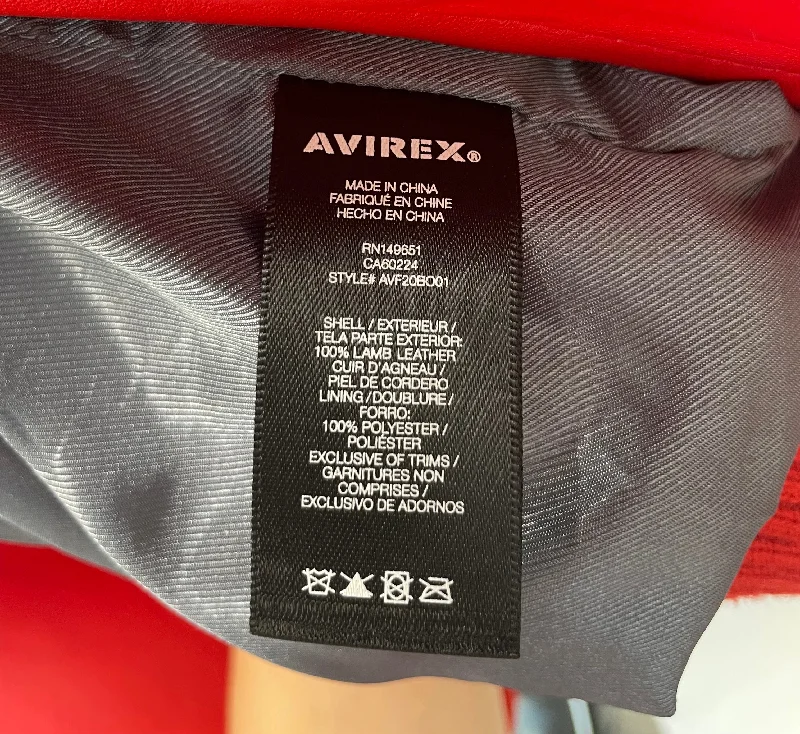 AVIREX®
MADE IN CHINA
FABRIQUÉ EN CHINE
HECHO EN CHINA
RN149651
CA60224
STYLE# AVF20BO01
SHELL / EXTERIEUR /
TELA PARTE EXTERIOR:
100% LAMB LEATHER
CUIR D'AGNEAU /
PIEL DE CORDERO
LINING / DOUBLURE /
FORRO:
100% POLYESTER /
POLIÉSTER
EXCLUSIVE OF TRIMS /
GARNITURES NON
COMPRISES /
EXCLUSIVO DE ADORNOS